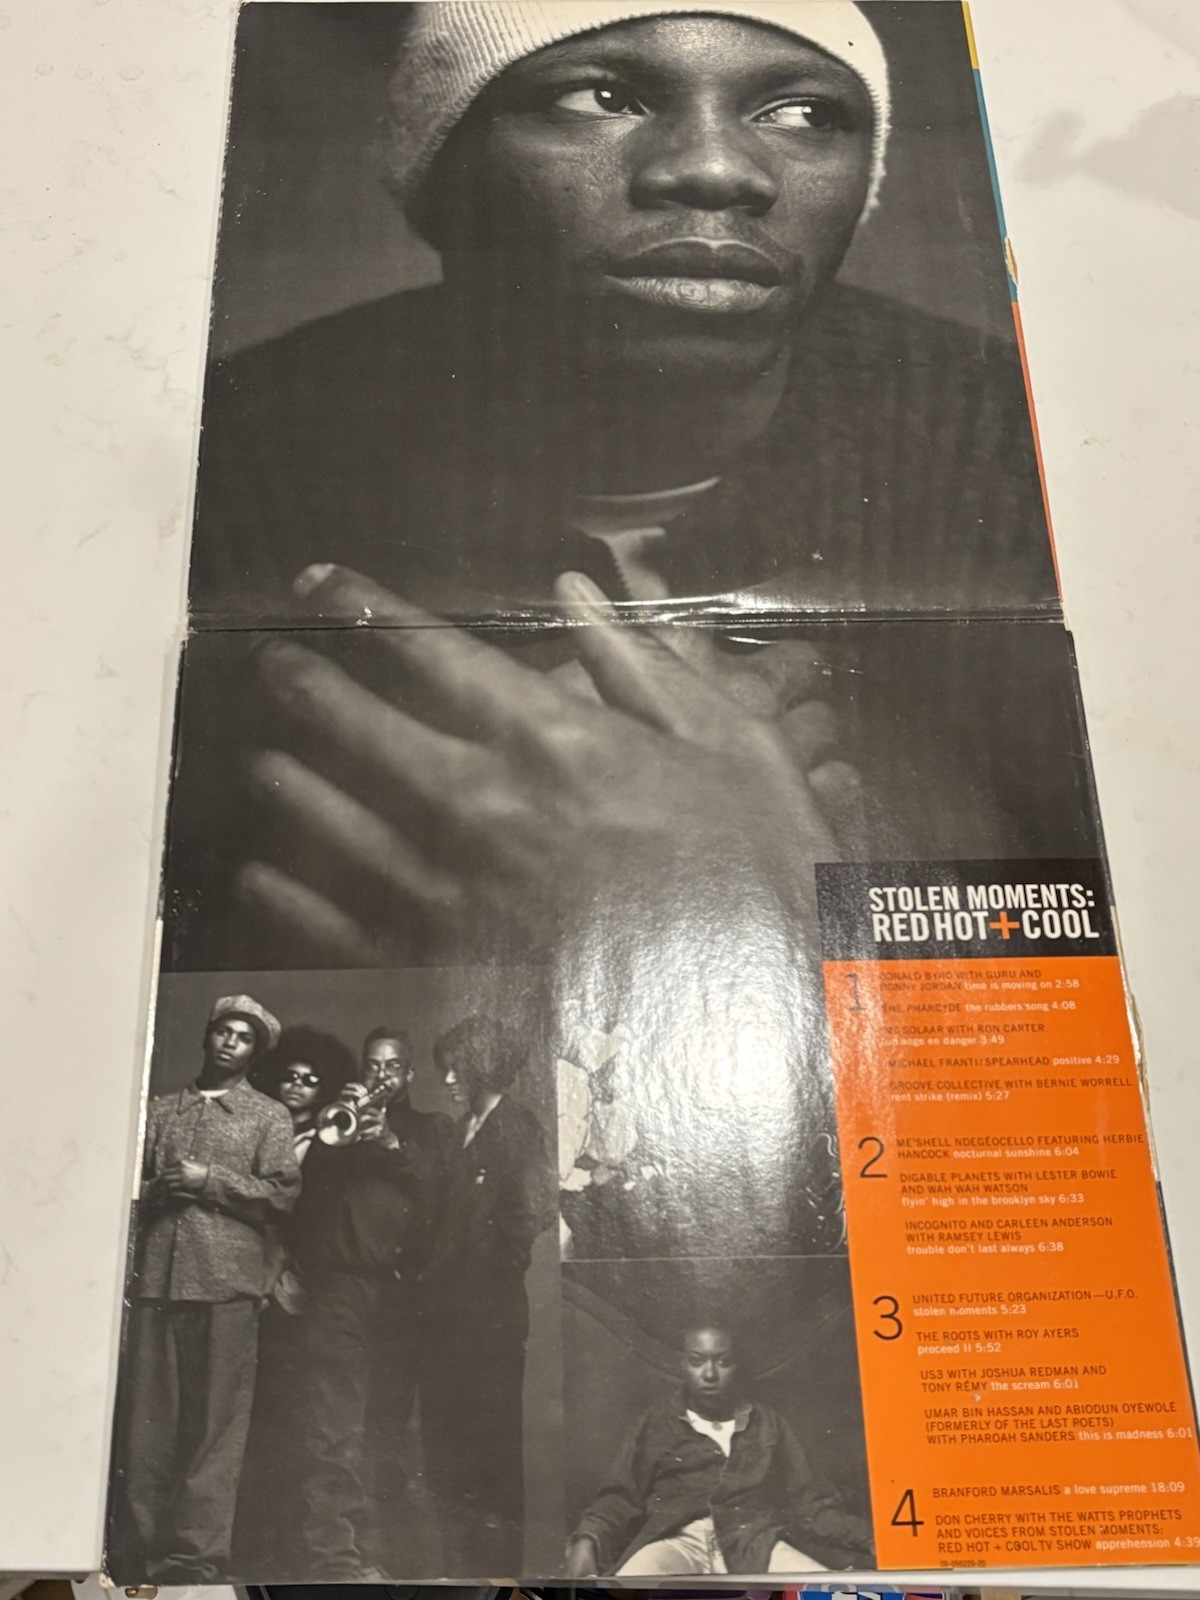 STOLEN MOMENTS:
RED HOT+COOL
1
DONALD BYRD WITH GURU AND
RONNY JORDAN time is moving on 2:58
THE PHARCYDE the rubbers song 4:08
MC SOLAAR WITH RON CARTER
un ange en danger 3.49
MICHAEL FRANTI/SPEARHEAD positive 4:29
GROOVE COLLECTIVE WITH BERNIE WORRELL
rent strike (remix) 5:27
2
ME'SHELL NDEGÉOCELLO FEATURING HERBIE
HANCOCK nocturnal sunshine 6:04
DIGABLE PLANETS WITH LESTER BOWIE
AND WAH WAH WATSON
flyin' high in the brooklyn sky 6:33
INCOGNITO AND CARLEEN ANDERSON
WITH RAMSEY LEWIS
trouble don't last always 6:38
3
UNITED FUTURE ORGANIZATION—U.F.O.
stolen moments 5:23
THE ROOTS WITH ROY AYERS
proceed II 5:52
US3 WITH JOSHUA REDMAN AND
TONY RÉMY the scream 6:01
UMAR BIN HASSAN AND ABIODUN OYEWOLE
(FORMERLY OF THE LAST POETS)
WITH PHAROAH SANDERS this is madness 6:01
4
BRANFORD MARSALIS a love supreme 18:09
DON CHERRY WITH THE WATTS PROPHETS
AND VOICES FROM STOLEN MOMENTS:
RED HOT + COOL TV SHOW apprehension 4:39